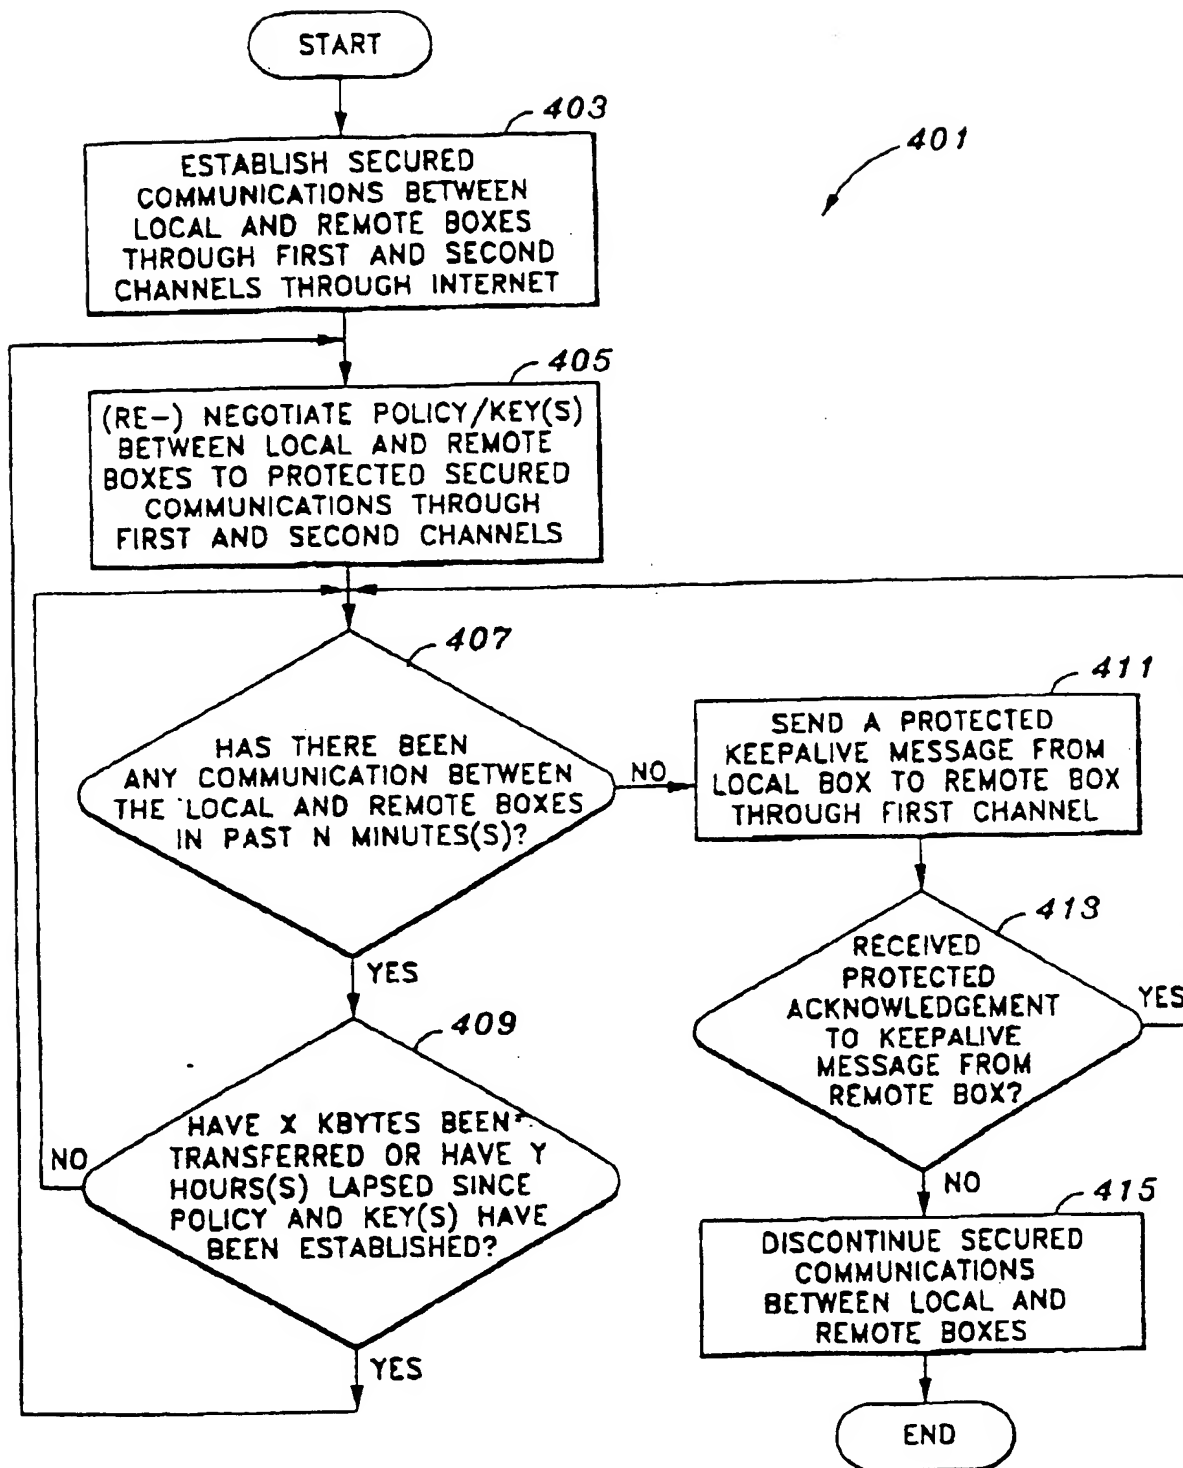 START
403
401
ESTABLISH SECURED
COMMUNICATIONS BETWEEN
LOCAL AND REMOTE BOXES
THROUGH FIRST AND SECOND
CHANNELS THROUGH INTERNET
405
(RE-) NEGOTIATE POLICY/KEY(S)
BETWEEN LOCAL AND REMOTE
BOXES TO PROTECTED SECURED
COMMUNICATIONS THROUGH
FIRST AND SECOND CHANNELS
407
HAS THERE BEEN
ANY COMMUNICATION BETWEEN
THE LOCAL AND REMOTE BOXES
IN PAST N MINUTES(S)?
NO
YES
411
SEND A PROTECTED
KEEPALIVE MESSAGE FROM
LOCAL BOX TO REMOTE BOX
THROUGH FIRST CHANNEL
413
RECEIVED
PROTECTED
ACKNOWLEDGEMENT
TO KEEPALIVE
MESSAGE FROM
REMOTE BOX?
YES
NO
409
HAVE X KBYTES BEEN
TRANSFERRED OR HAVE Y
HOURS(S) LAPSED SINCE
POLICY AND KEY(S) HAVE
BEEN ESTABLISHED?
NO
YES
415
DISCONTINUE SECURED
COMMUNICATIONS
BETWEEN LOCAL AND
REMOTE BOXES
END